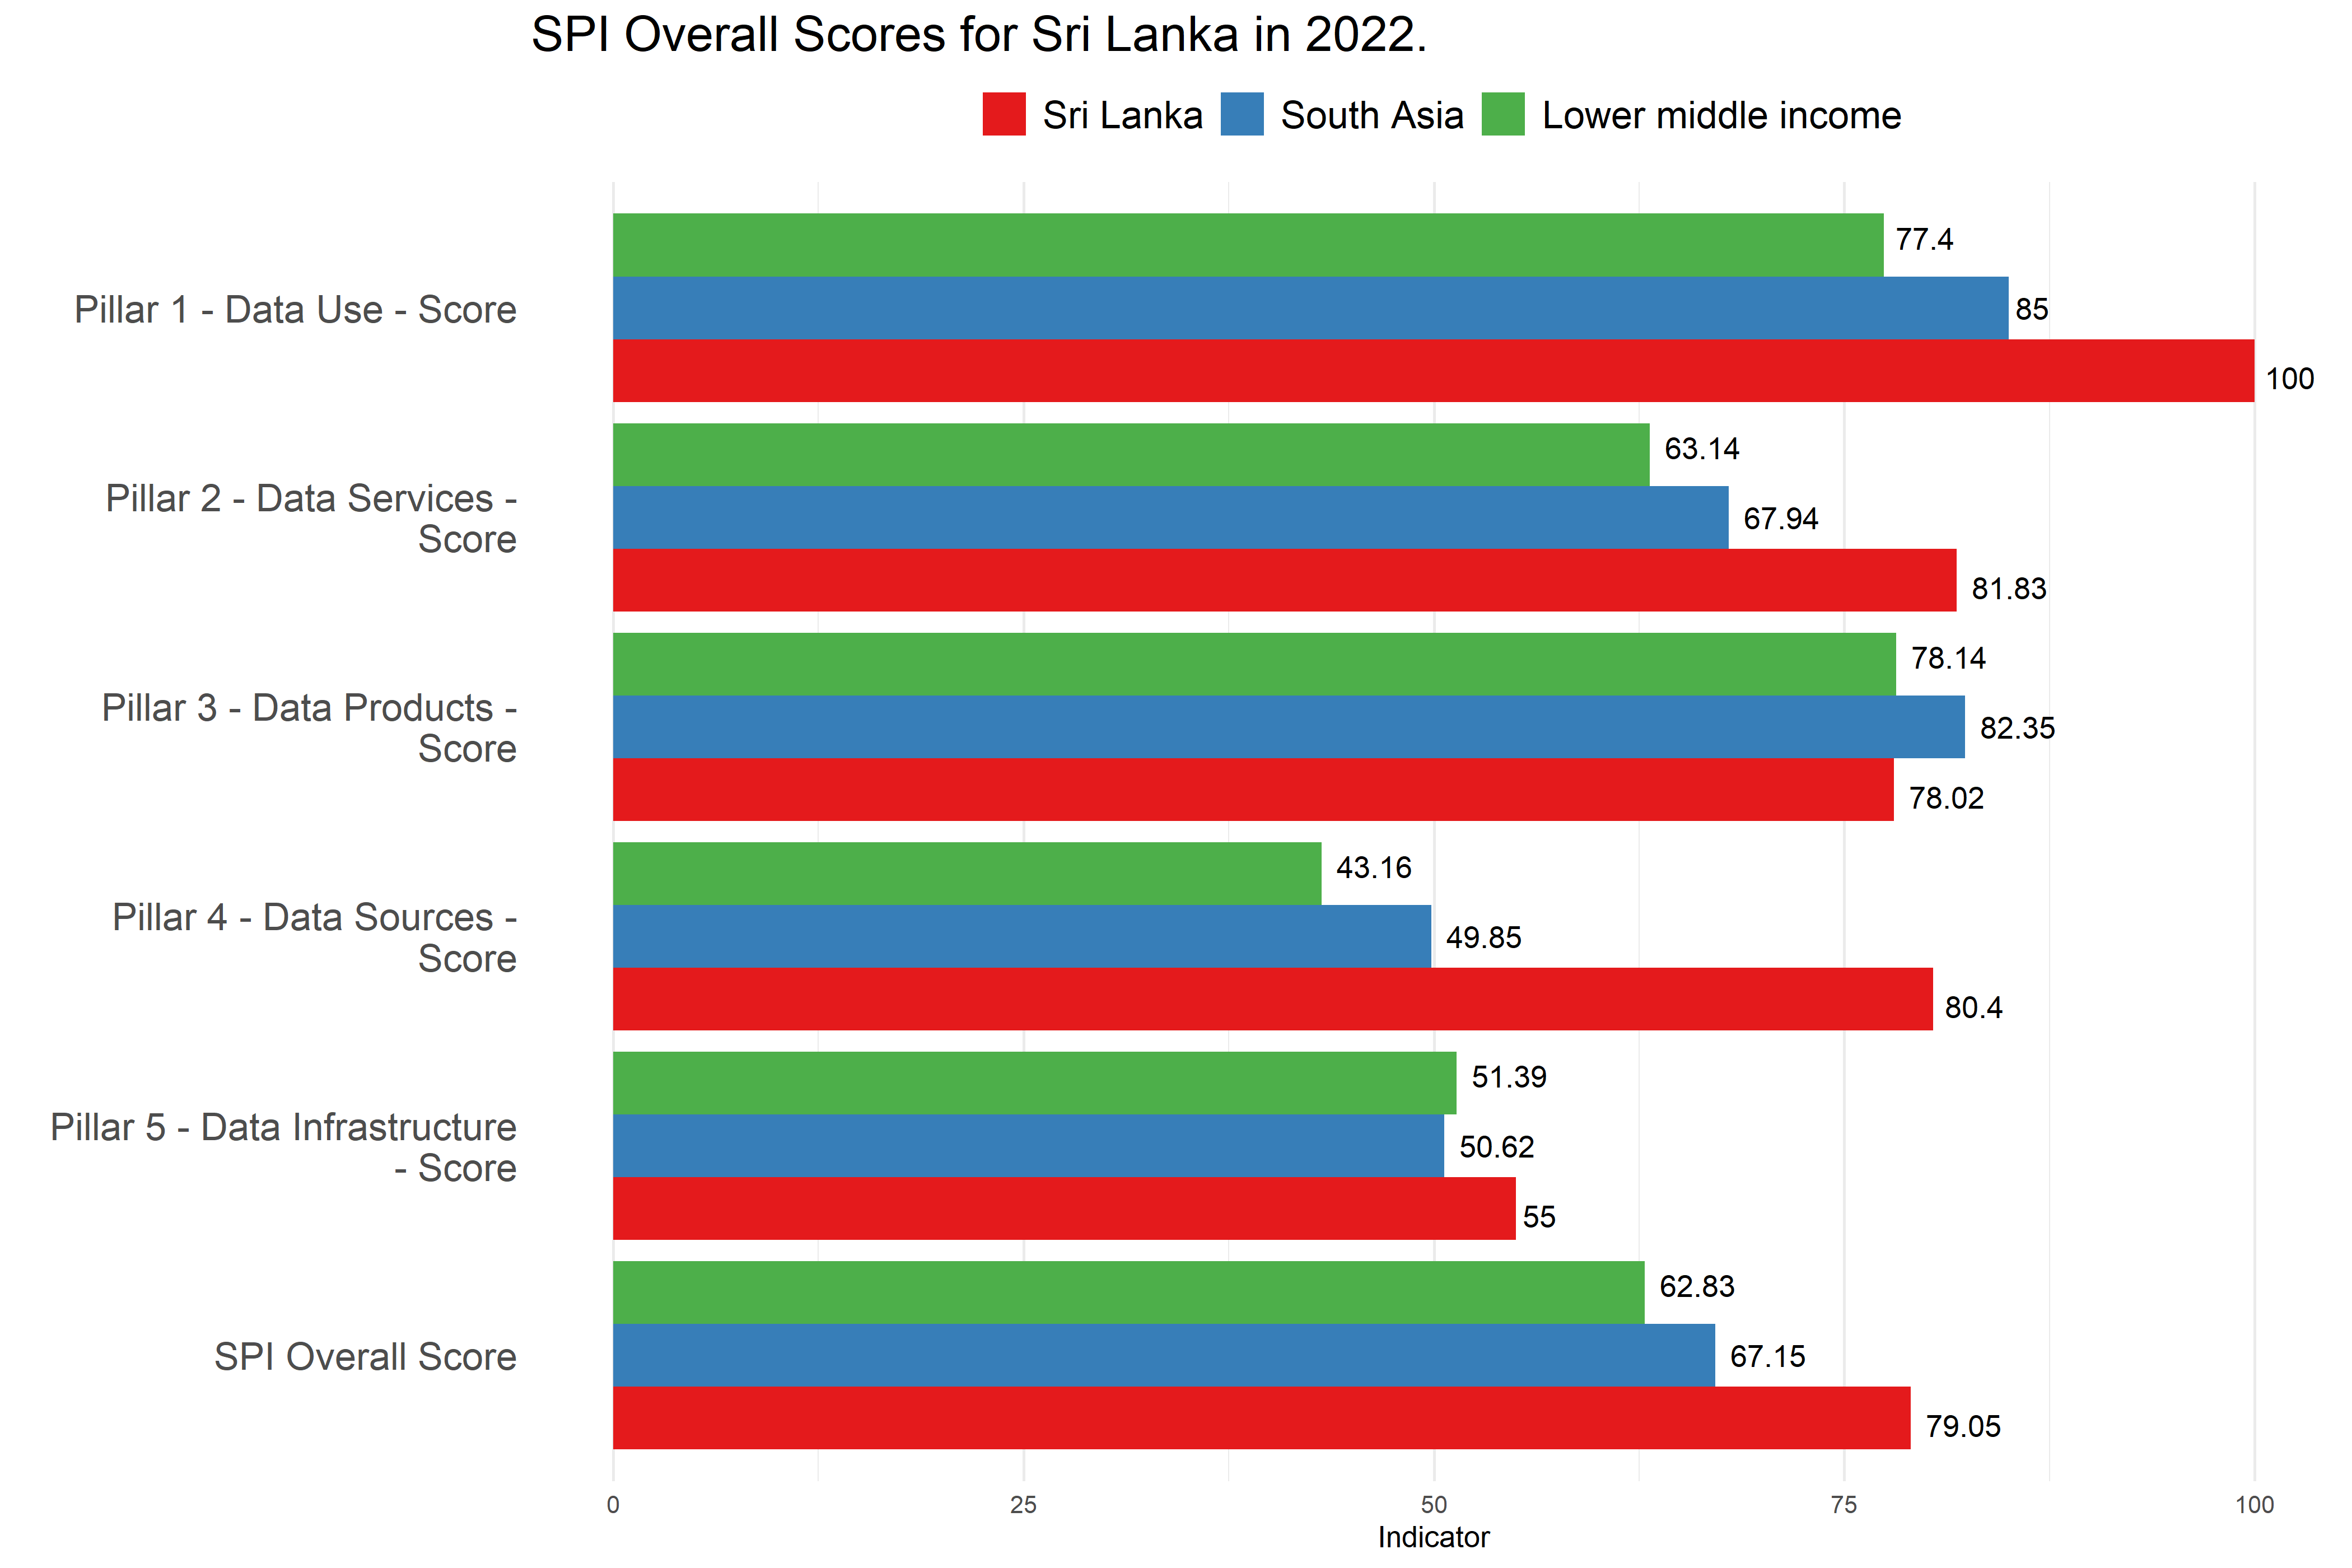 SPI Overall Scores for Sri Lanka in 2022.
Sri Lanka South Asia Lower middle income
Pillar 1 - Data Use - Score
77.4
85
100
Pillar 2 - Data Services -
Score
63.14
67.94
81.83
Pillar 3 - Data Products -
Score
78.14
82.35
78.02
Pillar 4 - Data Sources -
Score
43.16
49.85
80.4
Pillar 5 - Data Infrastructure
- Score
51.39
50.62
55
SPI Overall Score
62.83
67.15
79.05
0 25 50 75 100
Indicator